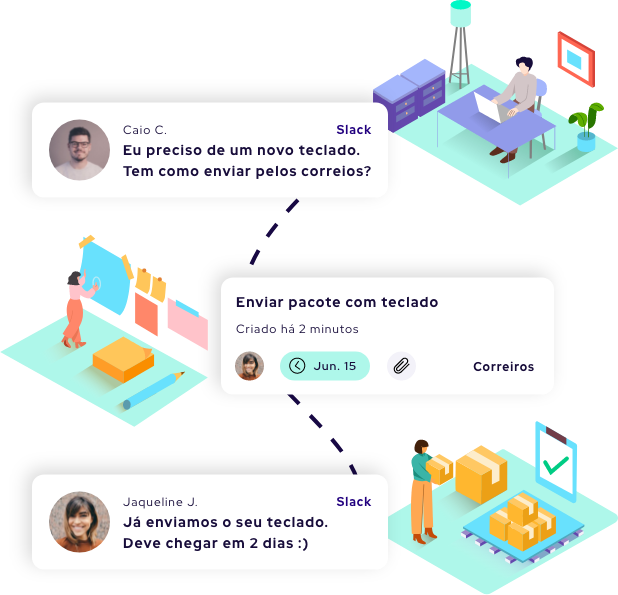 Caio C.
Slack
Eu preciso de um novo teclado.
Tem como enviar pelos correios?
Enviar pacote com teclado
Criado há 2 minutos
Jun. 15
Correiros
Jaqueline J.
Slack
Já enviamos o seu teclado.
Deve chegar em 2 dias :)